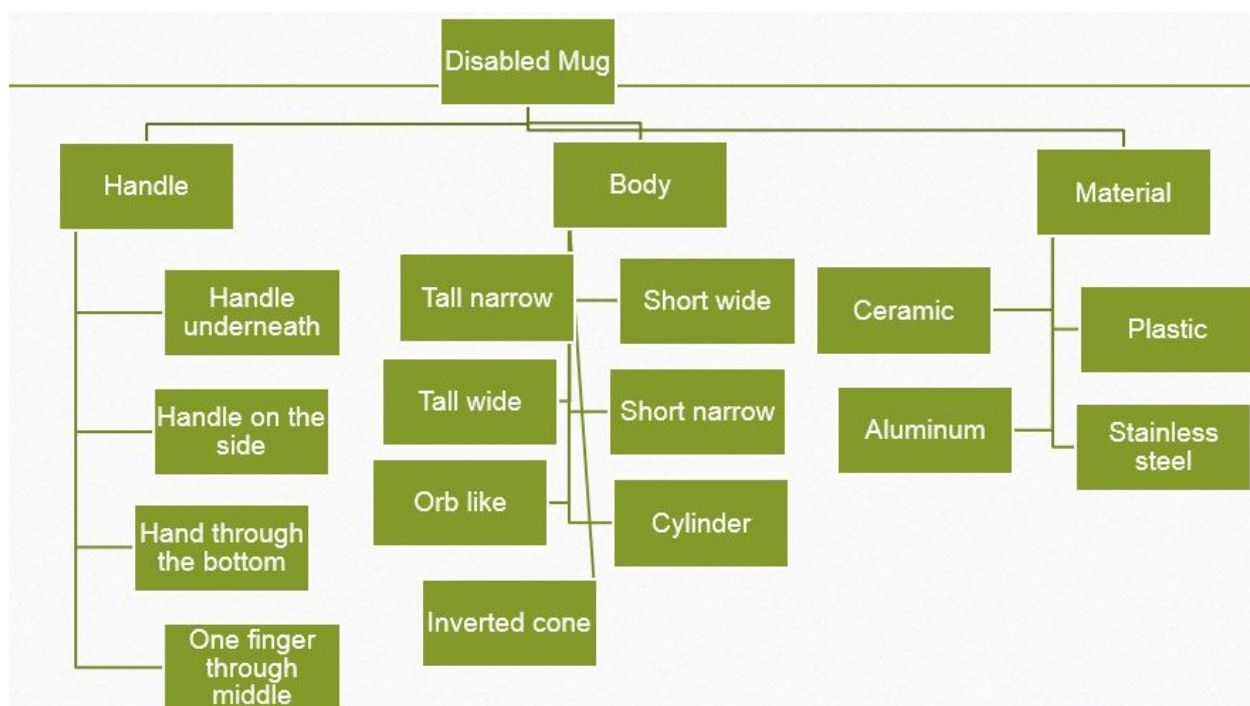 Disabled Mug
Handle
Body
Material
Handle
underneath
Handle on the
side
Hand through
the bottom
One finger
through
middle
Tall narrow
Short wide
Tall wide
Short narrow
Orb like
Cylinder
Inverted cone
Ceramic
Plastic
Aluminum
Stainless
steel